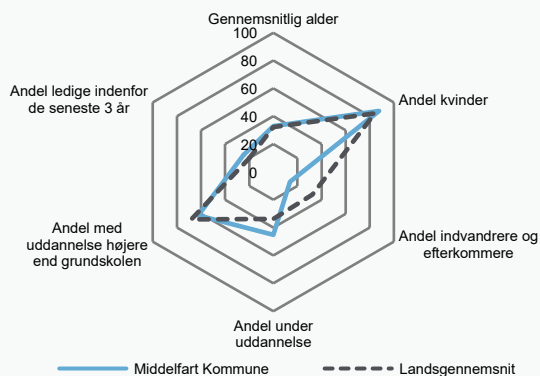 Gennemsnitlig alder
100
80
60
40
20
0
Andel kvinder
Andel indvandrere og
efterkommere
Andel under
uddannelse
Andel med
uddannelse højere
end grundskolen
Andel ledige indenfor
de seneste 3 år
Middelfart Kommune
Landsgennemsnit